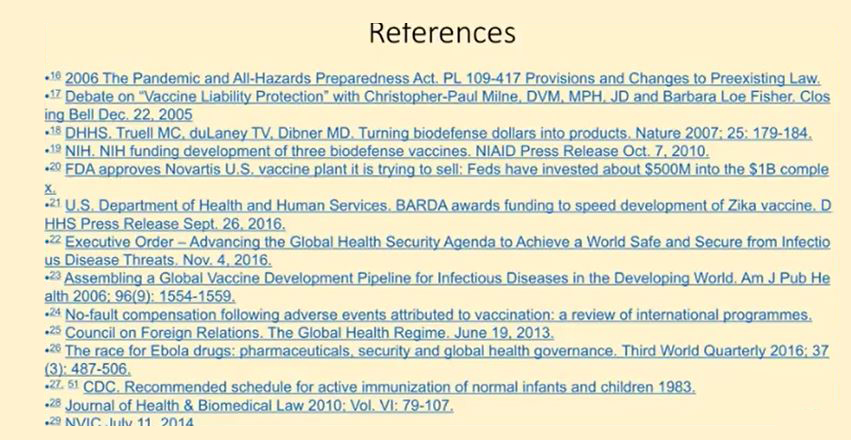 References
•16 2006 The Pandemic and All-Hazards Preparedness Act. PL 109-417 Provisions and Changes to Preexisting Law.
•17 Debate on "Vaccine Liability Protection" with Christopher-Paul Milne, DVM, MPH, JD and Barbara Loe Fisher. Clos
ing Bell Dec. 22, 2005
•18 DHHS. Truell MC, duLaney TV, Dibner MD. Turning biodefense dollars into products. Nature 2007; 25: 179-184.
•19 NIH. NIH funding development of three biodefense vaccines. NIAID Press Release Oct. 7, 2010.
•20 FDA approves Novartis U.S. vaccine plant it is trying to sell: Feds have invested about $500M into the $1B comple
x.
•21 U.S. Department of Health and Human Services. BARDA awards funding to speed development of Zika vaccine. D
HHS Press Release Sept. 26, 2016.
•22 Executive Order – Advancing the Global Health Security Agenda to Achieve a World Safe and Secure from Infectio
us Disease Threats. Nov. 4, 2016.
•23 Assembling a Global Vaccine Development Pipeline for Infectious Diseases in the Developing World. Am J Pub He
alth 2006; 96(9): 1554-1559.
•24 No-fault compensation following adverse events attributed to vaccination: a review of international programmes.
•25 Council on Foreign Relations. The Global Health Regime. June 19, 2013.
•26 The race for Ebola drugs: pharmaceuticals, security and global health governance. Third World Quarterly 2016; 37
(3): 487-506.
•27, 51 CDC. Recommended schedule for active immunization of normal infants and children 1983.
•28 Journal of Health & Biomedical Law 2010; Vol. VI: 79-107.
•29 NVIC July 11, 2014